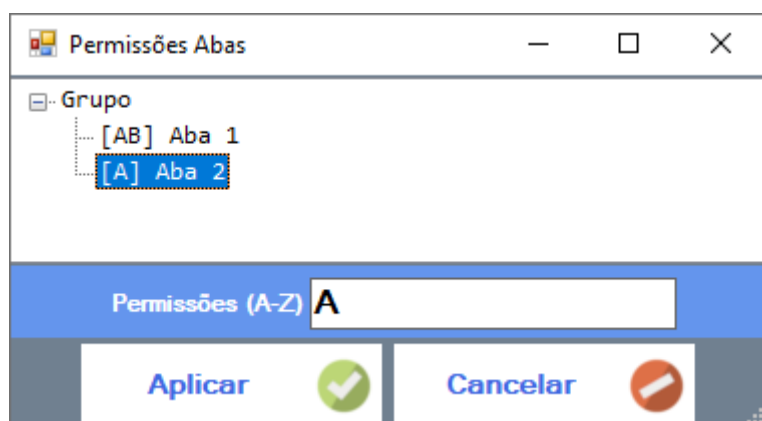 Permissões Abas
Grupo
[AB] Aba 1
[A] Aba 2
Permissões (A-Z) A
Aplicar Cancelar